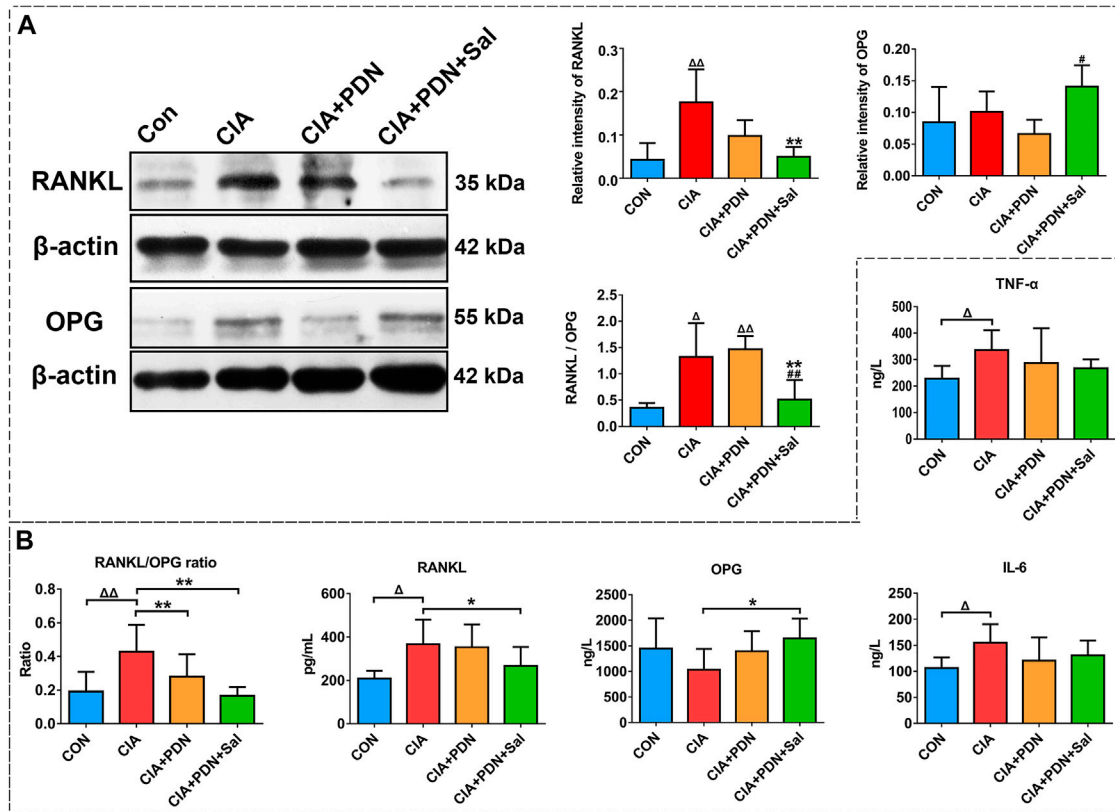 A
Con
CIA
CIA+PDN
CIA+PDN+Sal
RANKL
35 kDa
β-actin
42 kDa
OPG
55 kDa
β-actin
42 kDa
Relative intensity of RANKL
0.3
0.2
0.1
0.0
ΔΔ
**
CON
CIA
CIA+PDN
CIA+PDN+Sal
Relative intensity of OPG
0.20
0.15
0.10
0.05
0.00
#
CON
CIA
CIA+PDN
CIA+PDN+Sal
RANKL / OPG
2.5
2.0
1.5
1.0
0.5
0.0
Δ
ΔΔ
**
##
CON
CIA
CIA+PDN
CIA+PDN+Sal
TNF-α
ng/L
500
400
300
200
100
0
Δ
CON
CIA
CIA+PDN
CIA+PDN+Sal
B
RANKL/OPG ratio
Ratio
0.8
0.6
0.4
0.2
0.0
ΔΔ
**
**
CON
CIA
CIA+PDN
CIA+PDN+Sal
RANKL
pg/mL
600
400
200
0
Δ
*
CON
CIA
CIA+PDN
CIA+PDN+Sal
OPG
ng/L
2500
2000
1500
1000
500
0
*
CON
CIA
CIA+PDN
CIA+PDN+Sal
IL-6
ng/L
250
200
150
100
50
0
Δ
CON
CIA
CIA+PDN
CIA+PDN+Sal